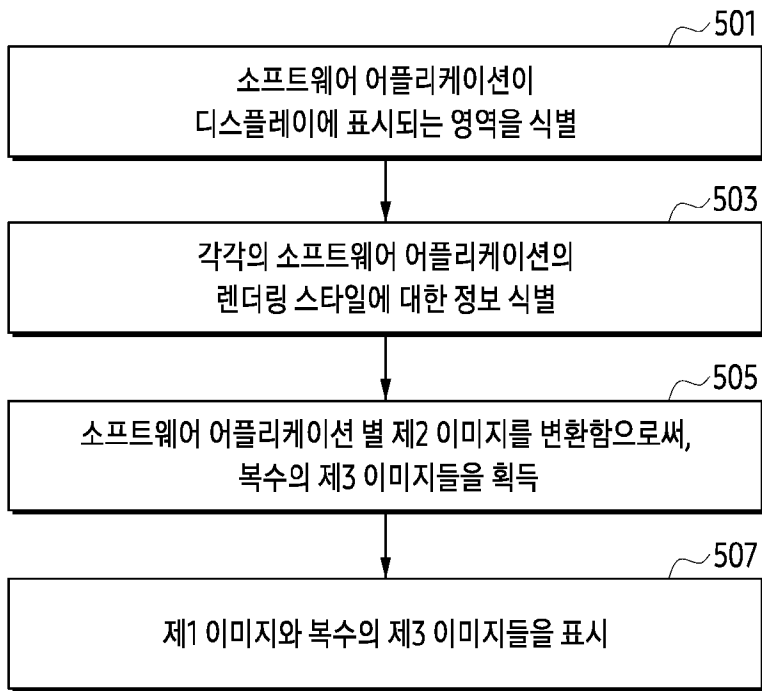 501
소프트웨어 어플리케이션이
디스플레이에 표시되는 영역을 식별
503
각각의 소프트웨어 어플리케이션의
렌더링 스타일에 대한 정보 식별
505
소프트웨어 어플리케이션 별 제2 이미지를 변환함으로써,
복수의 제3 이미지들을 획득
507
제1 이미지와 복수의 제3 이미지들을 표시